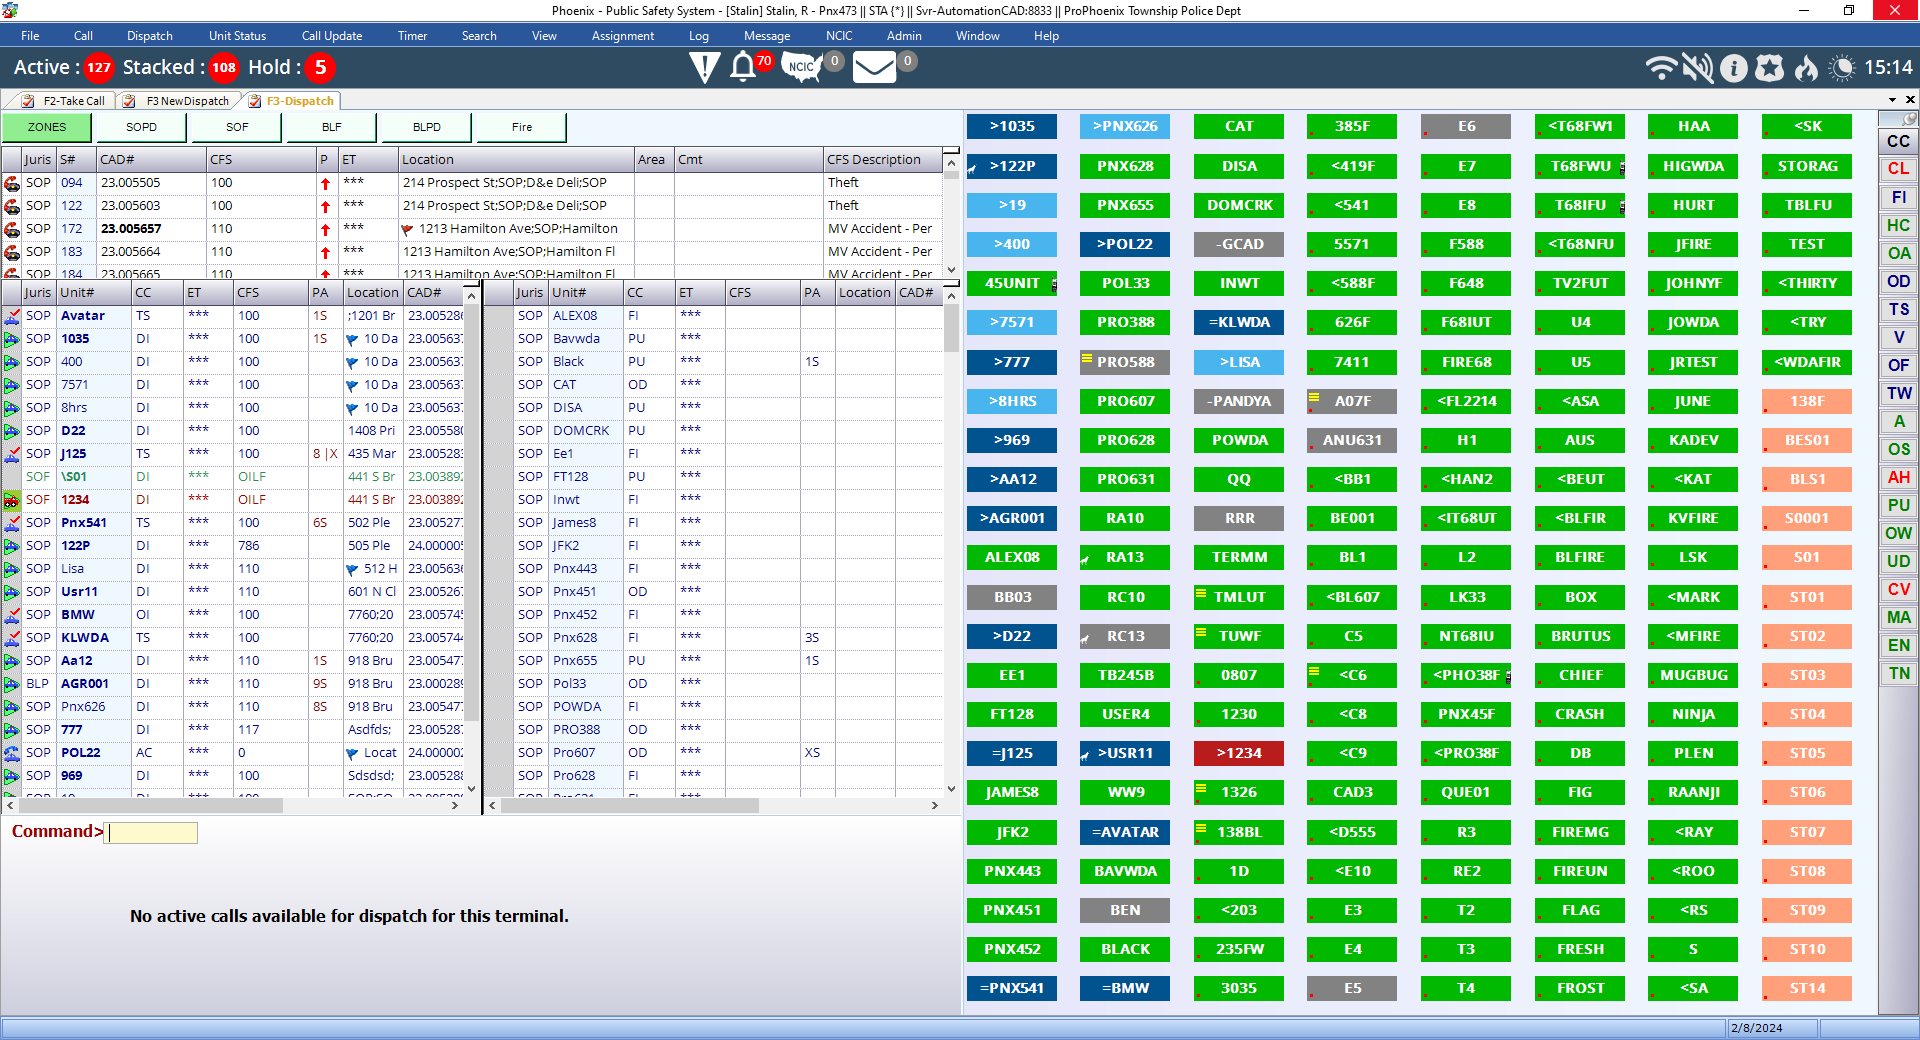 Phoenix - Public Safety System - [Stalin] Stalin, R - Pnx473 || STA {*} || Svr-AutomationCAD:8833 || ProPhoenix Township Police Dept
File Call Dispatch Unit Status Call Update Timer Search View Assignment Log Message NCIC Admin Window Help
Active : 127 Stacked : 108 Hold : 5 70 NCIC 0 0 15:14
F2-Take Call F3 NewDispatch F3-Dispatch
ZONES SOPD SOF BLF BLPD Fire
Juris S# CAD# CFS P ET Location Area Cmt CFS Description
SOP 094 23.005505 100 *** 214 Prospect St;SOP;D&e Deli;SOP Theft
SOP 122 23.005603 100 *** 214 Prospect St;SOP;D&e Deli;SOP Theft
SOP 172 23.005657 110 *** 1213 Hamilton Ave;SOP;Hamilton MV Accident - Per
SOP 183 23.005664 110 *** 1213 Hamilton Ave;SOP;Hamilton Fl MV Accident - Per
SOP 184 23.005665 110 *** 1213 Hamilton Ave;SOP;Hamilton Fl MV Accident - Per
Juris Unit# CC ET CFS PA Location CAD#
SOP Avatar TS *** 100 1S ;1201 Br 23.005286
SOP 1035 DI *** 100 1S 10 Da 23.005637
SOP 400 DI *** 100 10 Da 23.005637
SOP 7571 DI *** 100 10 Da 23.005637
SOP 8hrs DI *** 100 10 Da 23.005637
SOP D22 DI *** 100 1408 Pri 23.005580
SOP J125 TS *** 100 8 |X 435 Mar 23.005283
SOF \S01 DI *** OILF 441 S Br 23.003892
SOF 1234 DI *** OILF 441 S Br 23.003892
SOP Pnx541 TS *** 100 6S 502 Ple 23.005277
SOP 122P DI *** 786 505 Ple 24.000005
SOP Lisa DI *** 110 512 H 23.005636
SOP Usr11 DI *** 110 601 N Cl 23.005267
SOP BMW OI *** 100 7760;20 23.005745
SOP KLWDA TS *** 100 7760;20 23.005744
SOP Aa12 DI *** 110 1S 918 Bru 23.005477
BLP AGR001 DI *** 110 9S 918 Bru 23.000289
SOP Pnx626 DI *** 110 8S 918 Bru 23.005477
SOP 777 DI *** 117 Asdfds; 23.005287
SOP POL22 AC *** 0 Locat 24.000002
SOP 969 DI *** 100 Sdsdsd; 23.005288
Juris Unit# CC ET CFS PA Location CAD#
SOP ALEX08 FI ***
SOP Bavwda PU ***
SOP Black PU *** 1S
SOP CAT OD ***
SOP DISA PU ***
SOP DOMCRK PU ***
SOP Ee1 FI ***
SOP FT128 PU ***
SOP Inwt FI ***
SOP James8 FI ***
SOP JFK2 FI ***
SOP Pnx443 FI ***
SOP Pnx451 OD ***
SOP Pnx452 FI ***
SOP Pnx628 FI *** 3S
SOP Pnx655 PU *** 1S
SOP Pol33 OD ***
SOP POWDA FI ***
SOP PRO388 OD ***
SOP Pro607 OD *** XS
SOP Pro628 FI ***
Command>
No active calls available for dispatch for this terminal.
>1035 >PNX626 CAT 385F E6 <T68FW1 HAA <SK
>122P PNX628 DISA <419F E7 T68FWU HIGWDA STORAG
>19 PNX655 DOMCRK <541 E8 T68IFU HURT TBLFU
>400 >POL22 -GCAD 5571 F588 <T68NFU JFIRE TEST
45UNIT POL33 INWT <588F F648 TV2FUT JOHNYF <THIRTY
>7571 PRO388 =KLWDA 626F F68IUT U4 JOWDA <TRY
>777 PRO588 >LISA 7411 FIRE68 U5 JRTEST <WDAFIR
>8HRS PRO607 -PANDYA A07F <FL2214 <ASA JUNE 138F
>969 PRO628 POWDA ANU631 H1 AUS KADEV BES01
>AA12 PRO631 QQ <BB1 <HAN2 <BEUT <KAT BLS1
>AGR001 RA10 RRR BE001 <IT68UT <BLFIR KVFIRE S0001
ALEX08 RA13 TERMM BL1 L2 BLFIRE LSK S01
BB03 RC10 TMLUT <BL607 LK33 BOX <MARK ST01
>D22 RC13 TUWF C5 NT68IU BRUTUS <MFIRE ST02
EE1 TB245B 0807 <C6 <PHO38F CHIEF MUGBUG ST03
FT128 USER4 1230 <C8 PNX45F CRASH NINJA ST04
=J125 >USR11 >1234 <C9 <PRO38F DB PLEN ST05
JAMES8 WW9 1326 CAD3 QUE01 FIG RAANJI ST06
JFK2 =AVATAR 138BL <D555 R3 FIREMG <RAY ST07
PNX443 BAVWDA 1D <E10 RE2 FIREUN <ROO ST08
PNX451 BEN <203 E3 T2 FLAG <RS ST09
PNX452 BLACK 235FW E4 T3 FRESH S ST10
=PNX541 =BMW 3035 E5 T4 FROST <SA ST14
CC
CL
FI
HC
OA
OD
TS
V
OF
TW
A
OS
AH
PU
OW
UD
CV
MA
EN
TN
2/8/2024